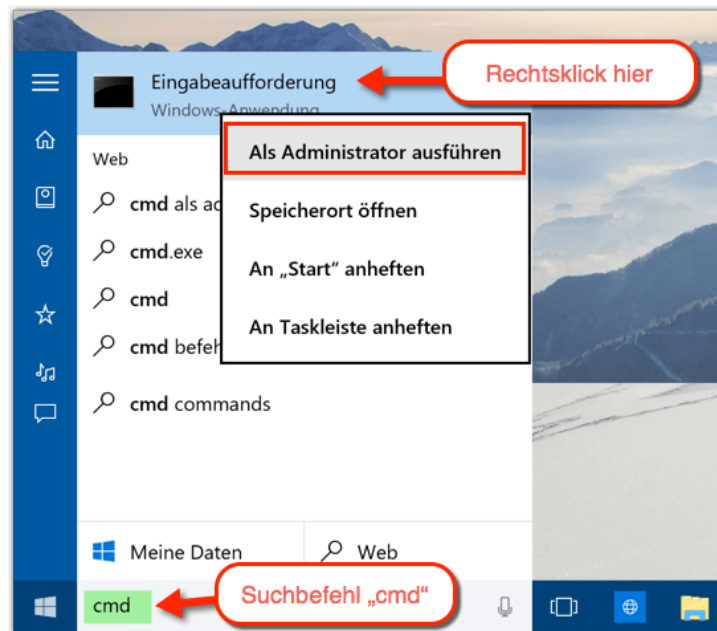 Eingabeaufforderung
Rechtsklick hier
Windows-Anwendung
Web
Als Administrator ausführen
cmd als ad
Speicherort öffnen
cmd.exe
An „Start“ anheften
cmd
An Taskleiste anheften
cmd befeh
cmd commands
Meine Daten
Web
cmd
Suchbefehl „cmd“